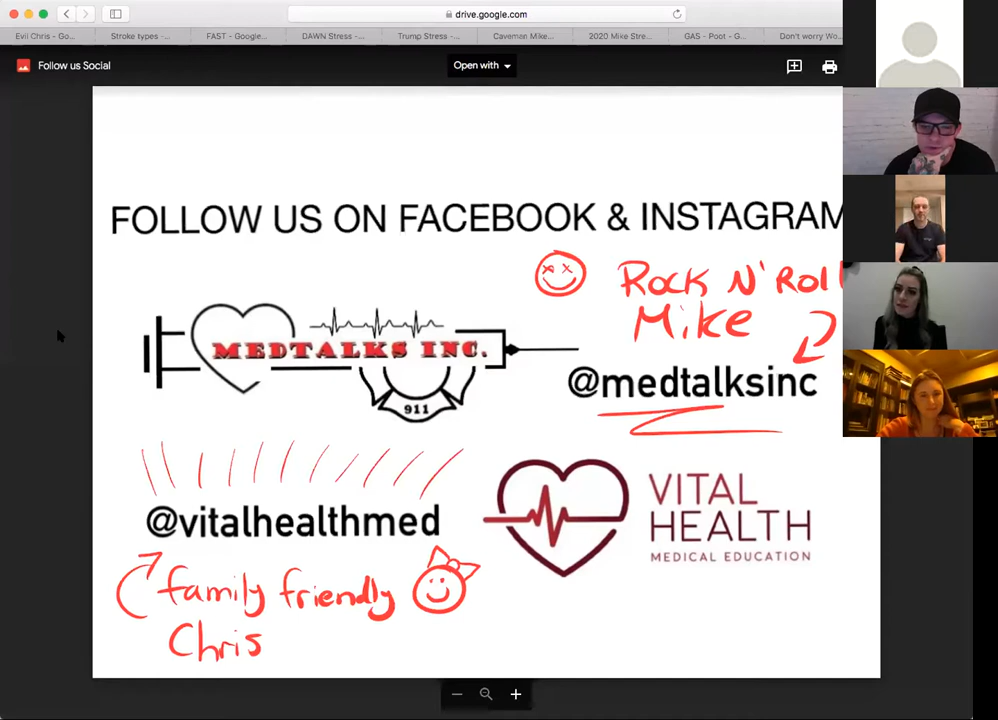 drive.google.com
Evil Chris - Go...
Stroke types -...
FAST - Google...
DAWN Stress -...
Trump Stress -...
Caveman Mike...
2020 Mike Stre...
GAS - Poot - G...
Don't worry Wo...
Follow us Social
Open with
FOLLOW US ON FACEBOOK & INSTAGRAM
Rock N' Roll
Mike
MEDTALKS INC.
911
@medtalksinc
@vitalhealthmed
VITAL
HEALTH
MEDICAL EDUCATION
family friendly
Chris